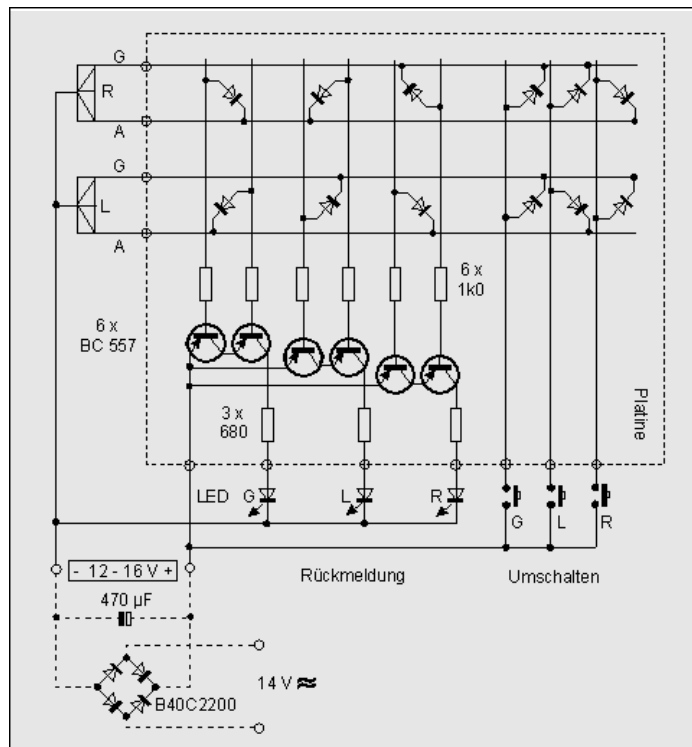 G
R
A
G
L
A
6 x
1k0
6 x
BC 557
3 x
680
Platine
LED G L R
G L R
- 12 - 16 V +
Rückmeldung
Umschalten
470 µF
14 V ≈
B40C2200